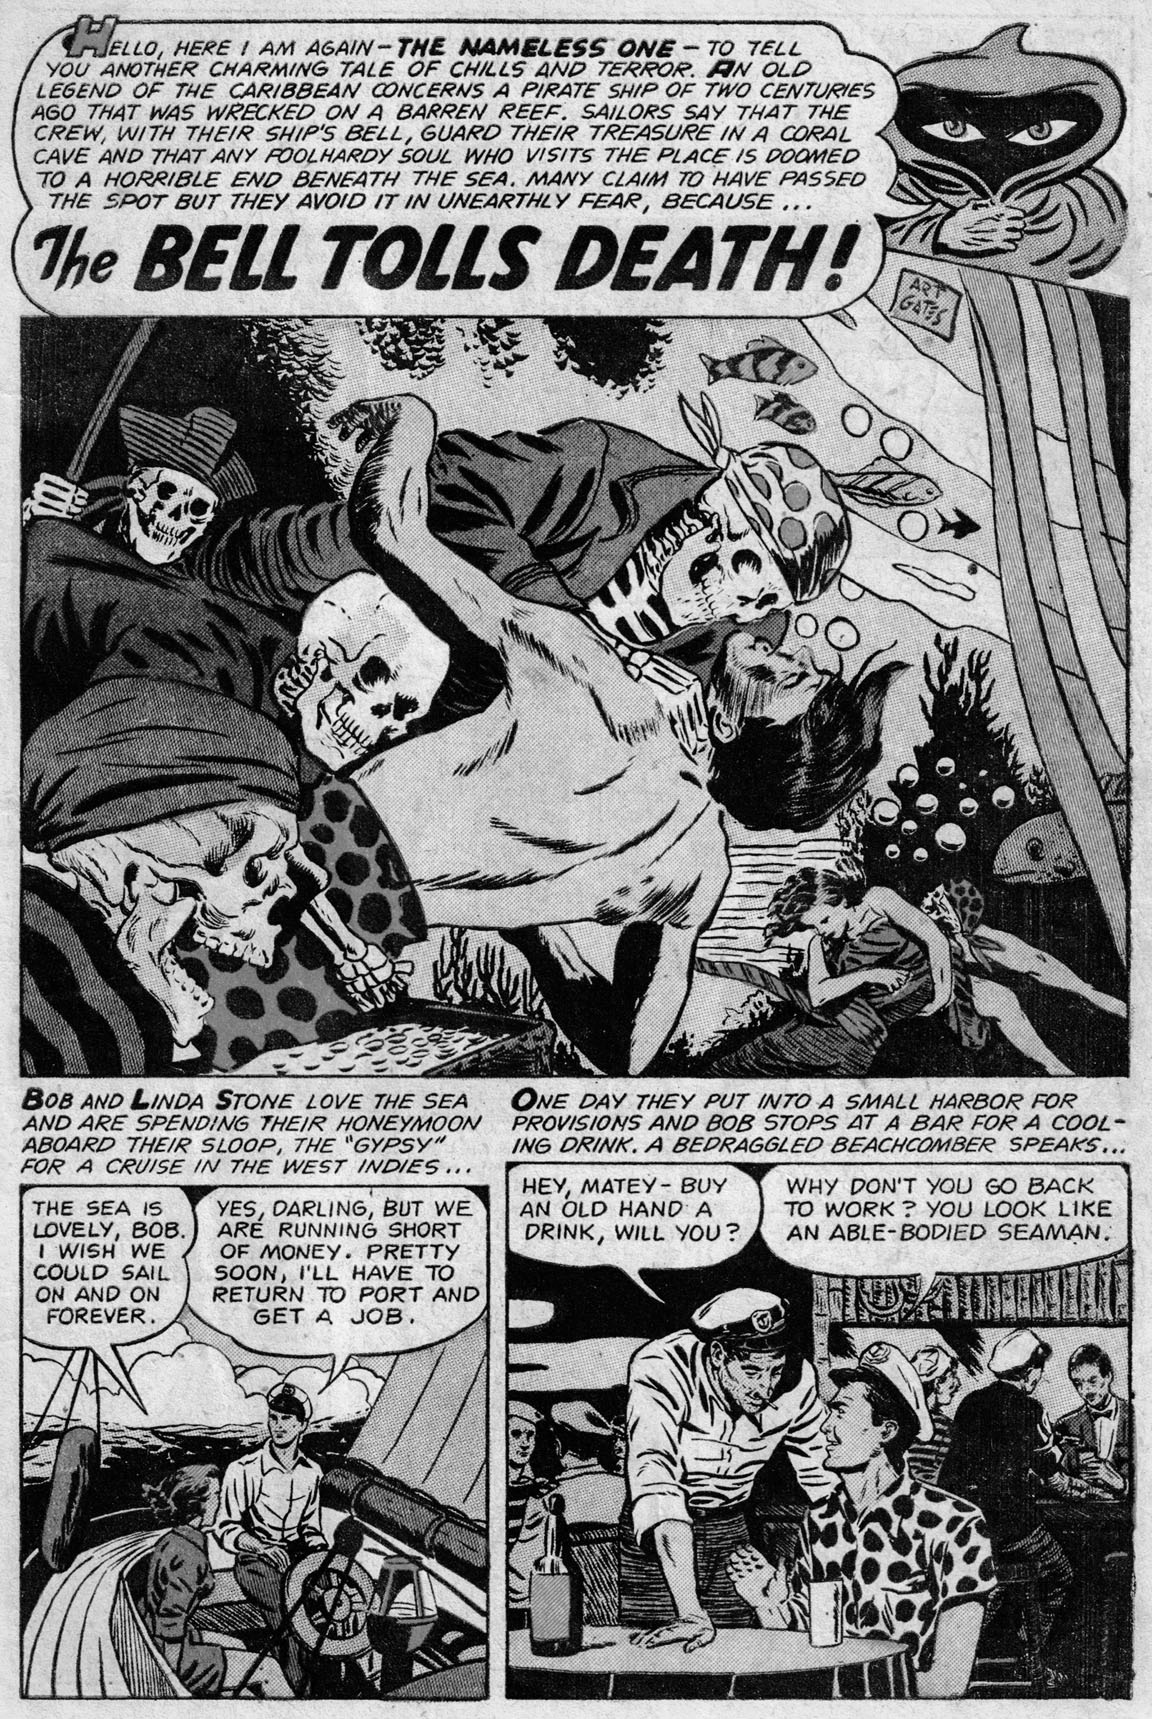 HELLO, HERE I AM AGAIN - THE NAMELESS ONE - TO TELL
YOU ANOTHER CHARMING TALE OF CHILLS AND TERROR. AN OLD
LEGEND OF THE CARIBBEAN CONCERNS A PIRATE SHIP OF TWO CENTURIES
AGO THAT WAS WRECKED ON A BARREN REEF. SAILORS SAY THAT THE
CREW, WITH THEIR SHIP'S BELL, GUARD THEIR TREASURE IN A CORAL
CAVE AND THAT ANY FOOLHARDY SOUL WHO VISITS THE PLACE IS DOOMED
TO A HORRIBLE END BENEATH THE SEA. MANY CLAIM TO HAVE PASSED
THE SPOT BUT THEY AVOID IT IN UNEARTHLY FEAR, BECAUSE ...
The BELL TOLLS DEATH!
ART
GATES
BOB AND LINDA STONE LOVE THE SEA
AND ARE SPENDING THEIR HONEYMOON
ABOARD THEIR SLOOP, THE "GYPSY"
FOR A CRUISE IN THE WEST INDIES...
THE SEA IS
LOVELY, BOB.
I WISH WE
COULD SAIL
ON AND ON
FOREVER.
YES, DARLING, BUT WE
ARE RUNNING SHORT
OF MONEY. PRETTY
SOON, I'LL HAVE TO
RETURN TO PORT AND
GET A JOB.
ONE DAY THEY PUT INTO A SMALL HARBOR FOR
PROVISIONS AND BOB STOPS AT A BAR FOR A COOL-
ING DRINK. A BEDRAGGLED BEACHCOMBER SPEAKS...
HEY, MATEY - BUY
AN OLD HAND A
DRINK, WILL YOU?
WHY DON'T YOU GO BACK
TO WORK? YOU LOOK LIKE
AN ABLE-BODIED SEAMAN.